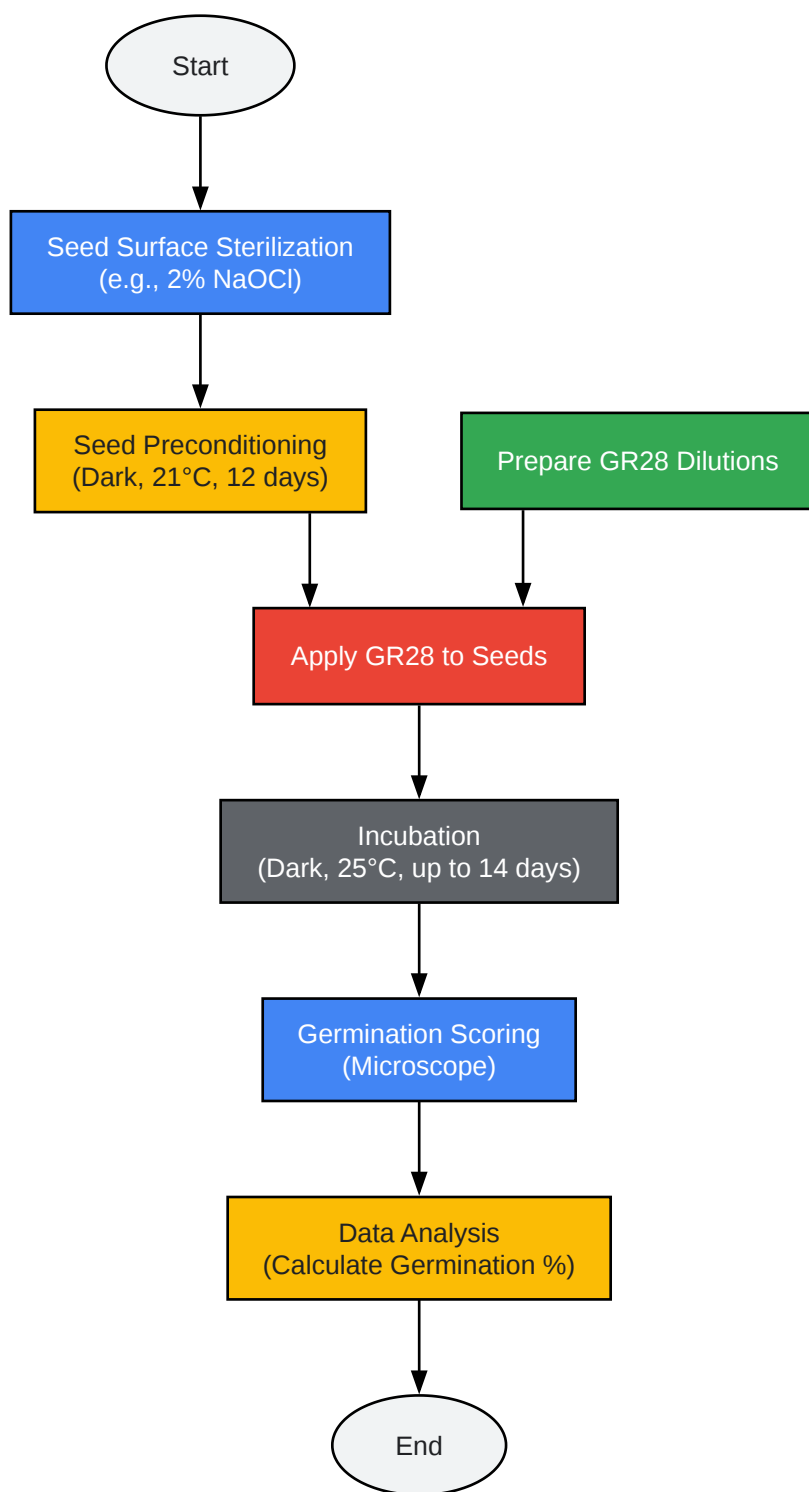 Start
Seed Surface Sterilization
(e.g., 2% NaOCl)
Seed Preconditioning
(Dark, 21°C, 12 days)
Prepare GR28 Dilutions
Apply GR28 to Seeds
Incubation
(Dark, 25°C, up to 14 days)
Germination Scoring
(Microscope)
Data Analysis
(Calculate Germination %)
End